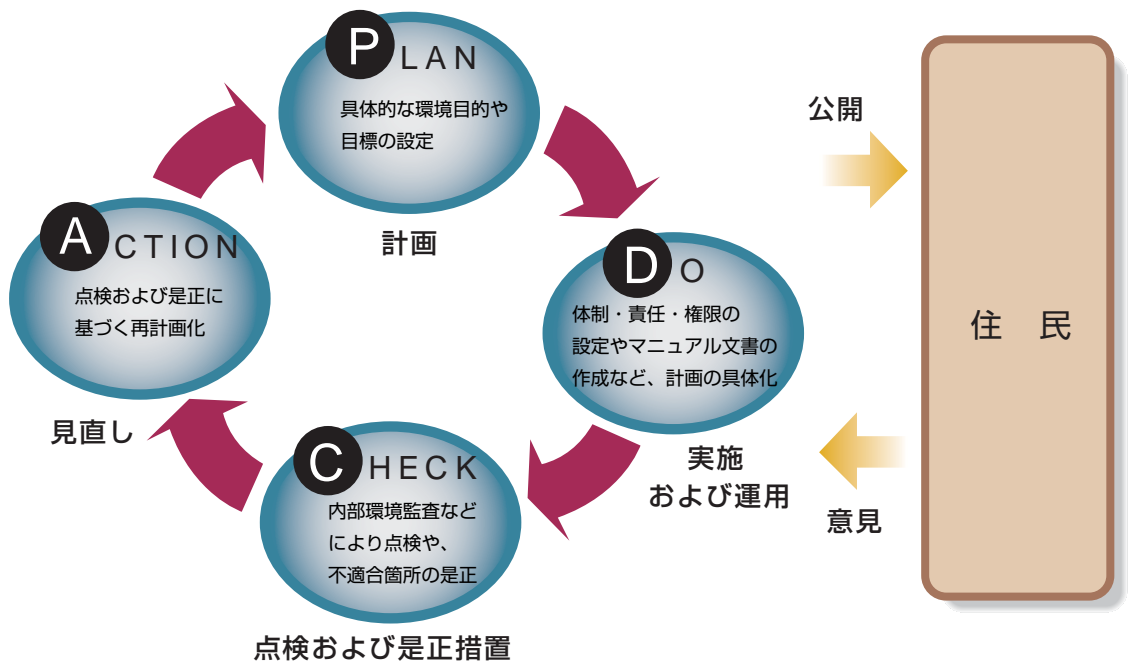 PLAN
具体的な環境目的や
目標の設定
計画
DO
体制・責任・権限の
設定やマニュアル文書の
作成など、計画の具体化
実施
および運用
CHECK
内部環境監査など
により点検や、
不適合箇所の是正
点検および是正措置
ACTION
点検および是正に
基づく再計画化
見直し
公開
住 民
意見